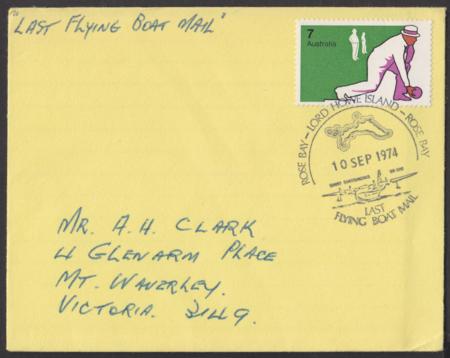 "LAST FLYING BOAT MAIL"
7
Australia
ROSE BAY - LORD HOWE ISLAND - ROSE BAY
10 SEP 1974
LAST
FLYING BOAT MAIL
MR. A. H. CLARK
4 GLENARM PLACE
MT. WAVERLEY.
VICTORIA. 3149.